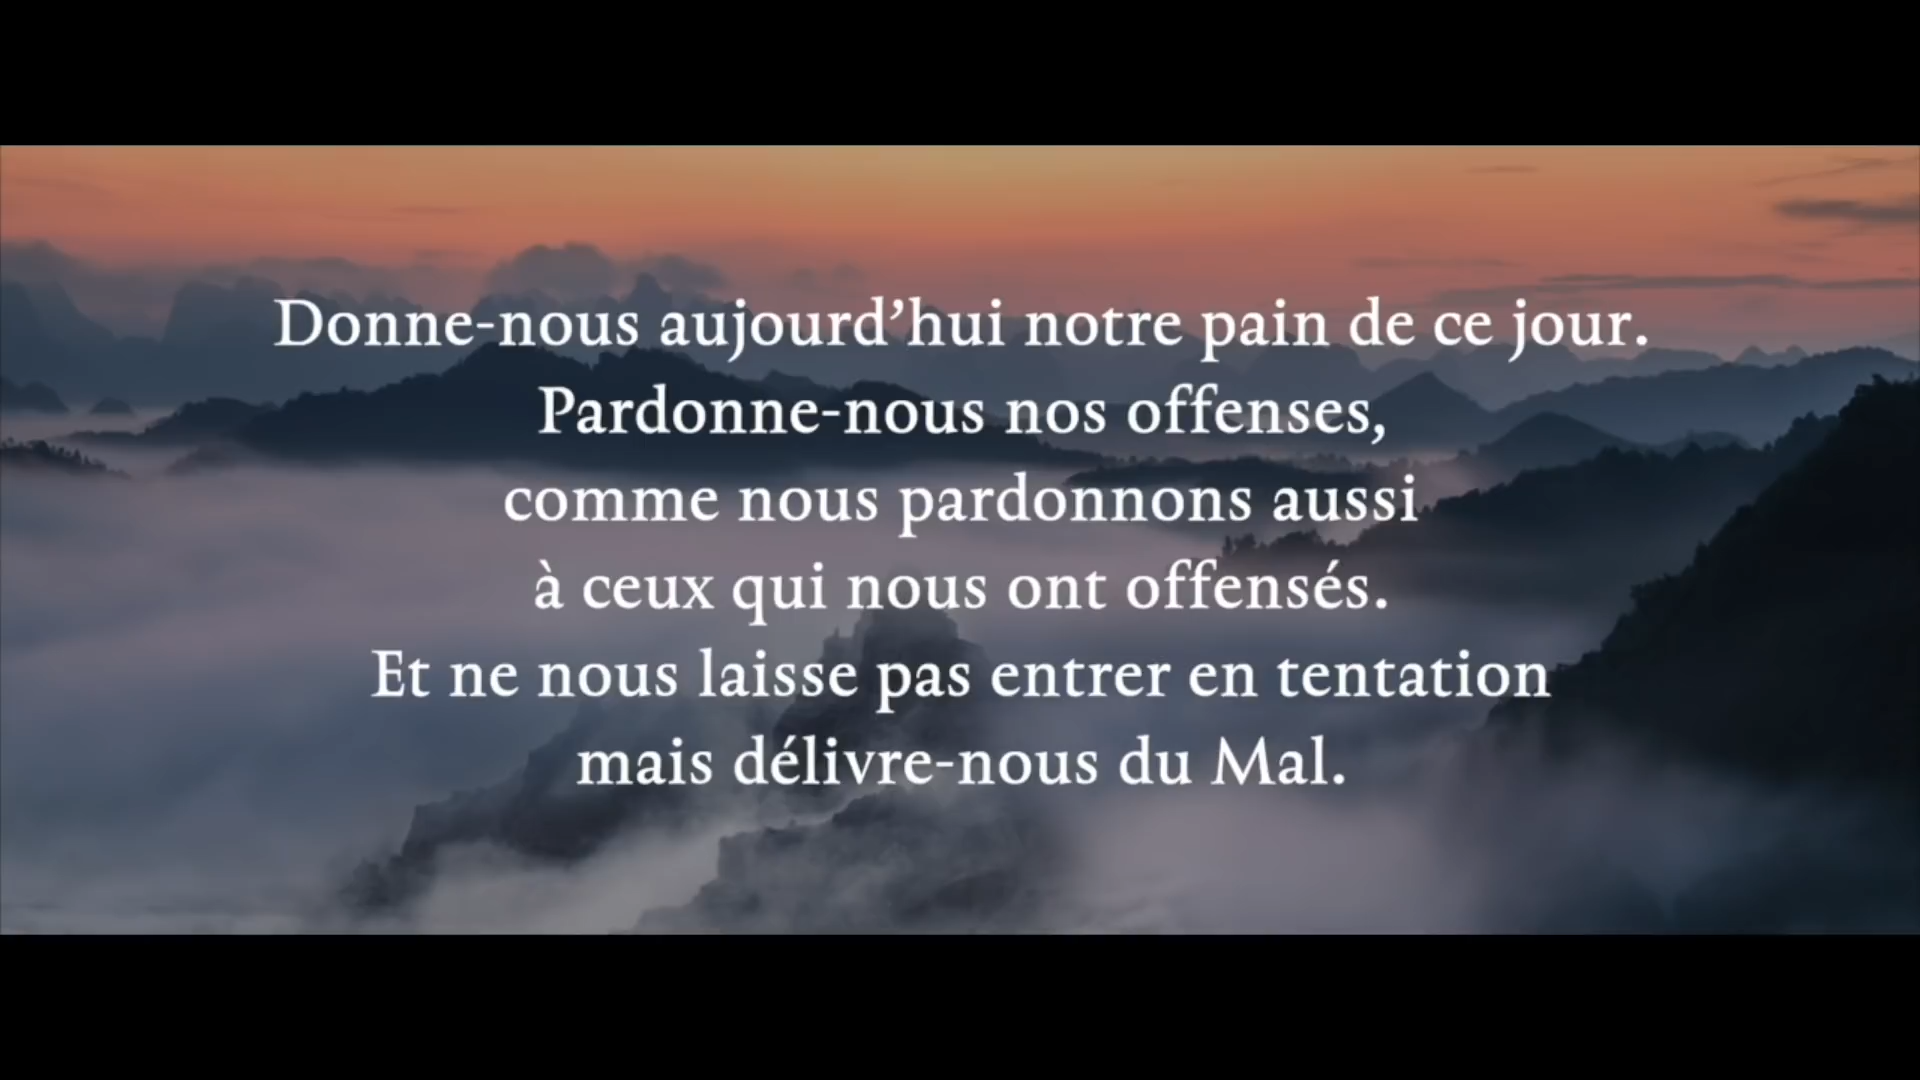 Donne-nous aujourd’hui notre pain de ce jour.
Pardonne-nous nos offenses,
comme nous pardonnons aussi
à ceux qui nous ont offensés.
Et ne nous laisse pas entrer en tentation
mais délivre-nous du Mal.